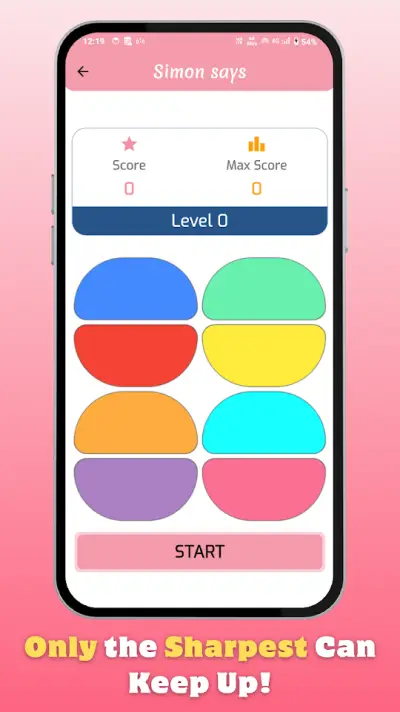 12:19
54%
Simon says
Score
Max Score
0
0
Level 0
START
Only the Sharpest Can
Keep Up!